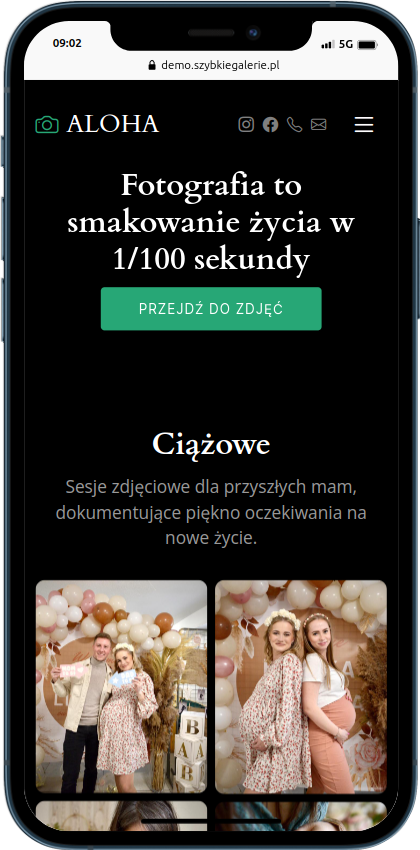 09:02
5G
demo.szybkiegalerie.pl
ALOHA
Fotografia to
smakowanie życia w
1/100 sekundy
PRZEJDŹ DO ZDJĘĆ
Ciążowe
Sesje zdjęciowe dla przyszłych mam,
dokumentujące piękno oczekiwania na
nowe życie.
B
A
B